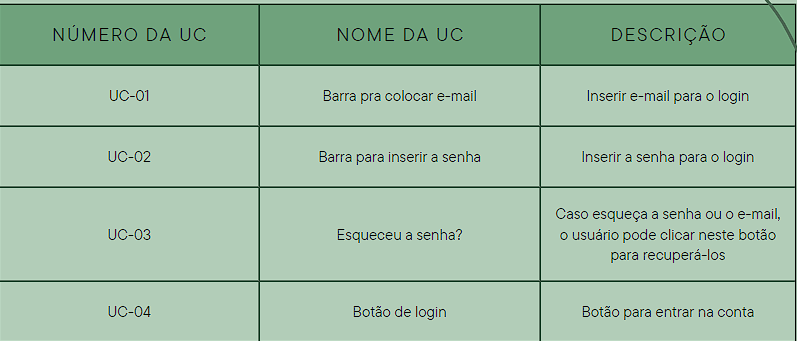 NÚMERO DA UC NOME DA UC DESCRIÇÃO
UC-01 Barra pra colocar e-mail Inserir e-mail para o login
UC-02 Barra para inserir a senha Inserir a senha para o login
UC-03 Esqueceu a senha? Caso esqueça a senha ou o e-mail,
o usuário pode clicar neste botão
para recuperá-los
UC-04 Botão de login Botão para entrar na conta